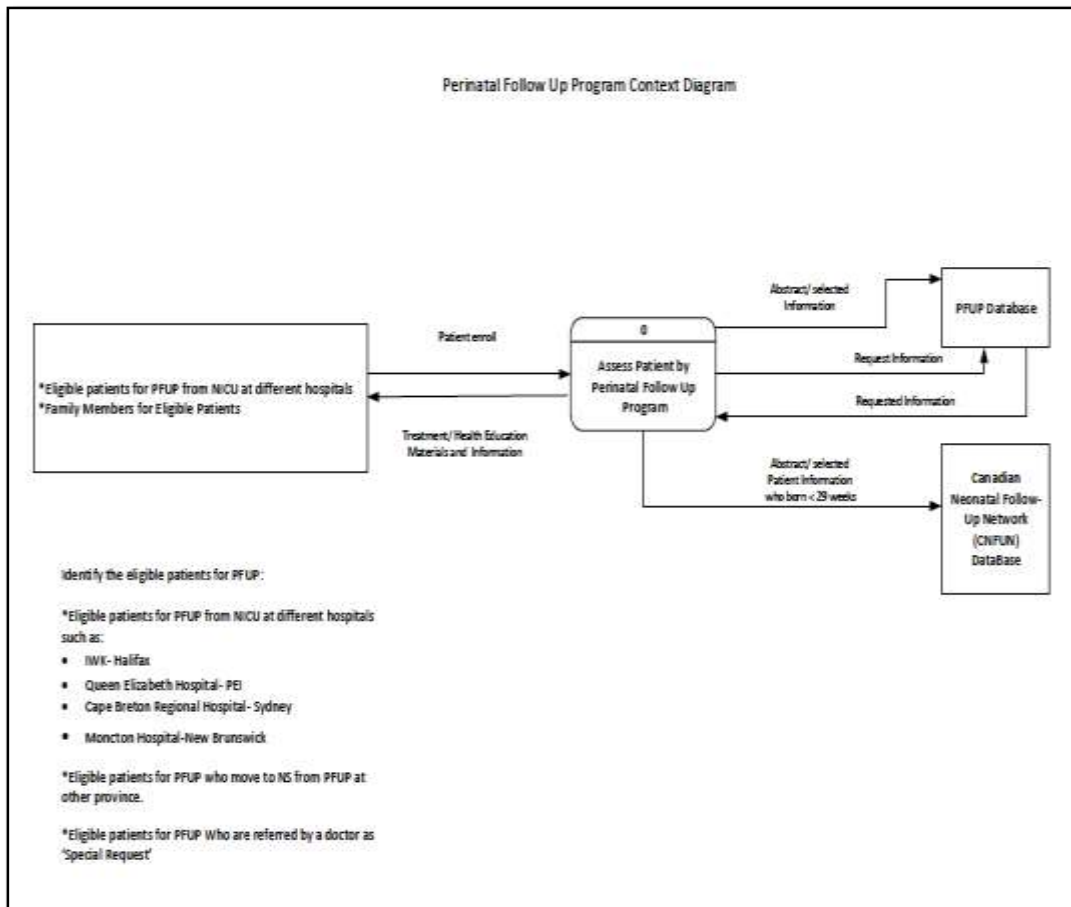 Perinatal Follow Up Program Context Diagram
*Eligible patients for PFUP from NICU at different hospitals
*Family Members for Eligible Patients
Patient enroll
Treatment/ Health Education
Materials and Information
0
Assess Patient by
Perinatal Follow Up
Program
Abstract/ selected
Information
Request Information
Requested Information
PFUP Database
Abstract/ selected
Patient Information
who born < 29 weeks
Canadian
Neonatal Follow-
Up Network
(CNFUN)
DataBase
Identify the eligible patients for PFUP:
*Eligible patients for PFUP from NICU at different hospitals
such as:
• IWK- Halifax
• Queen Elizabeth Hospital- PEI
• Cape Breton Regional Hospital- Sydney
• Moncton Hospital-New Brunswick
*Eligible patients for PFUP who move to NS from PFUP at
other province.
*Eligible patients for PFUP Who are referred by a doctor as
'Special Request'